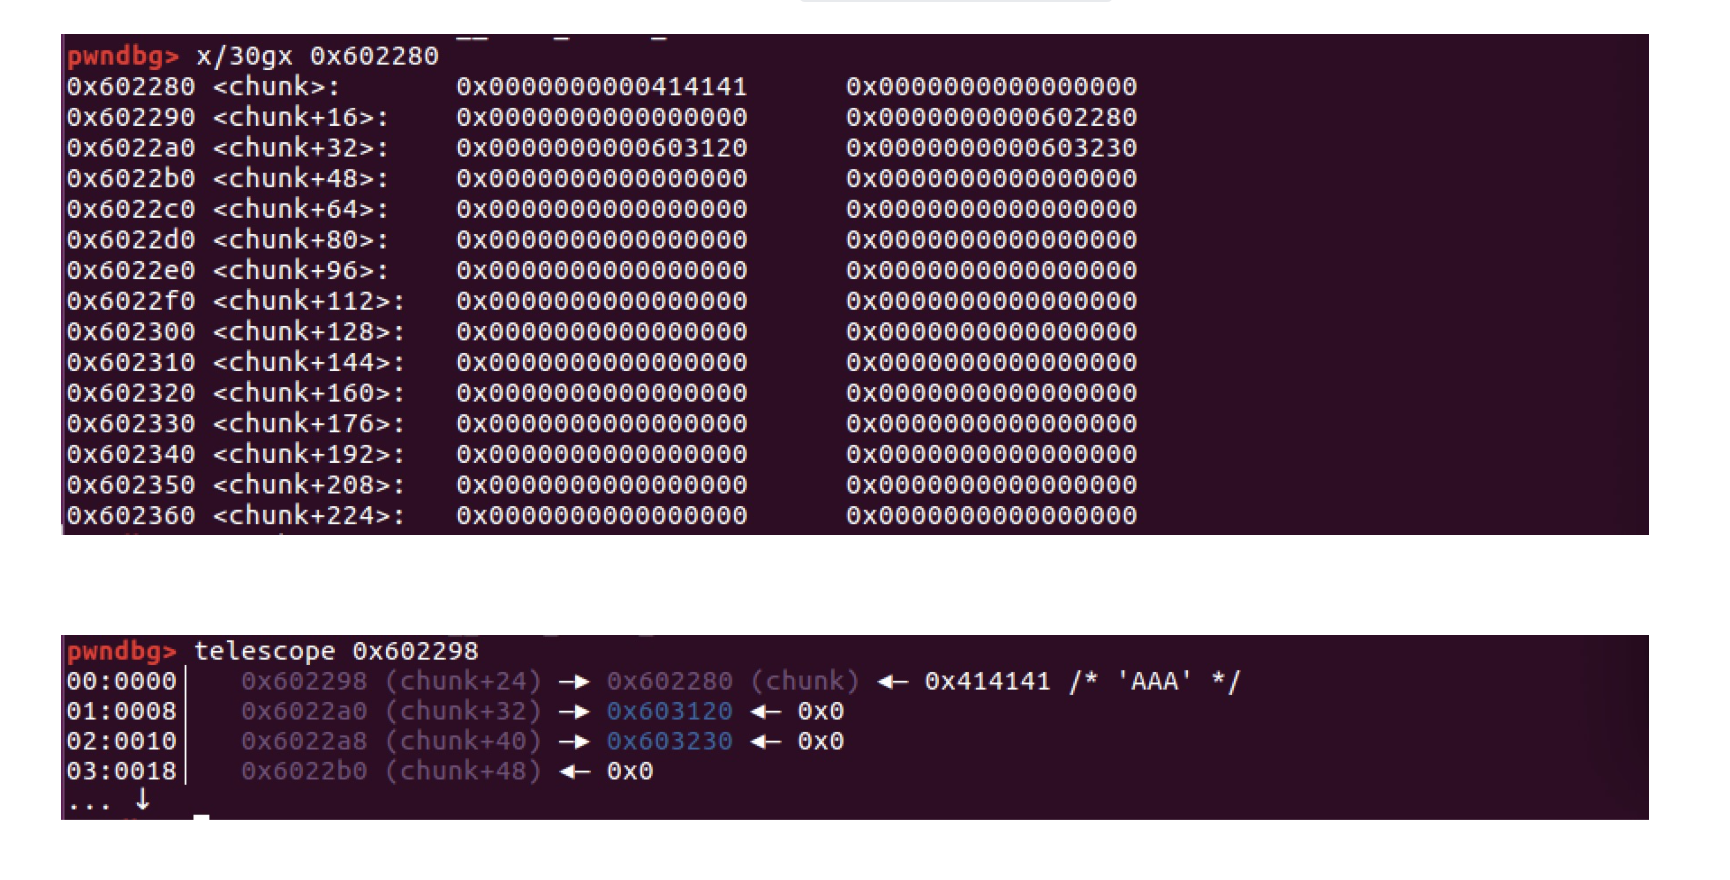 pwndbg> x/30gx 0x602280
0x602280 <chunk>: 0x0000000000414141 0x0000000000000000
0x602290 <chunk+16>: 0x0000000000000000 0x0000000000602280
0x6022a0 <chunk+32>: 0x0000000000603120 0x0000000000603230
0x6022b0 <chunk+48>: 0x0000000000000000 0x0000000000000000
0x6022c0 <chunk+64>: 0x0000000000000000 0x0000000000000000
0x6022d0 <chunk+80>: 0x0000000000000000 0x0000000000000000
0x6022e0 <chunk+96>: 0x0000000000000000 0x0000000000000000
0x6022f0 <chunk+112>: 0x0000000000000000 0x0000000000000000
0x602300 <chunk+128>: 0x0000000000000000 0x0000000000000000
0x602310 <chunk+144>: 0x0000000000000000 0x0000000000000000
0x602320 <chunk+160>: 0x0000000000000000 0x0000000000000000
0x602330 <chunk+176>: 0x0000000000000000 0x0000000000000000
0x602340 <chunk+192>: 0x0000000000000000 0x0000000000000000
0x602350 <chunk+208>: 0x0000000000000000 0x0000000000000000
0x602360 <chunk+224>: 0x0000000000000000 0x0000000000000000
pwndbg> telescope 0x602298
00:0000│ 0x602298 (chunk+24) —▸ 0x602280 (chunk) ◂— 0x414141 /* 'AAA' */
01:0008│ 0x6022a0 (chunk+32) —▸ 0x603120 ◂— 0x0
02:0010│ 0x6022a8 (chunk+40) —▸ 0x603230 ◂— 0x0
03:0018│ 0x6022b0 (chunk+48) ◂— 0x0
... ↓